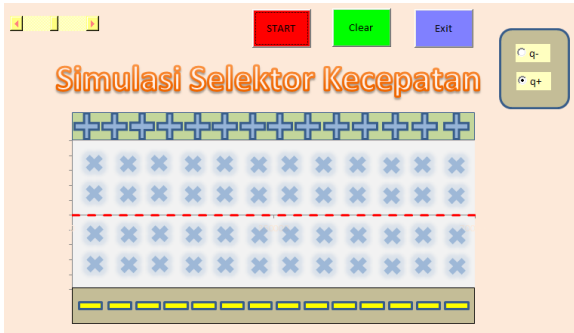 START
Clear
Exit
q-
Simulasi Selektor Kecepatan
q+